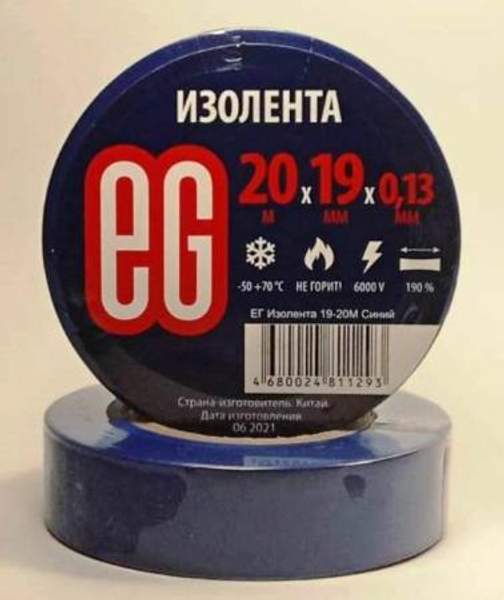 ИЗОЛЕНТА
EG
20 х 19 х 0,13
М ММ ММ
-50 +70 °С НЕ ГОРИТ! 6000 V 190 %
ЕГ Изолента 19-20М Синий
4 680024 811293
Страна-изготовитель: Китай.
Дата изготовления:
06 2021